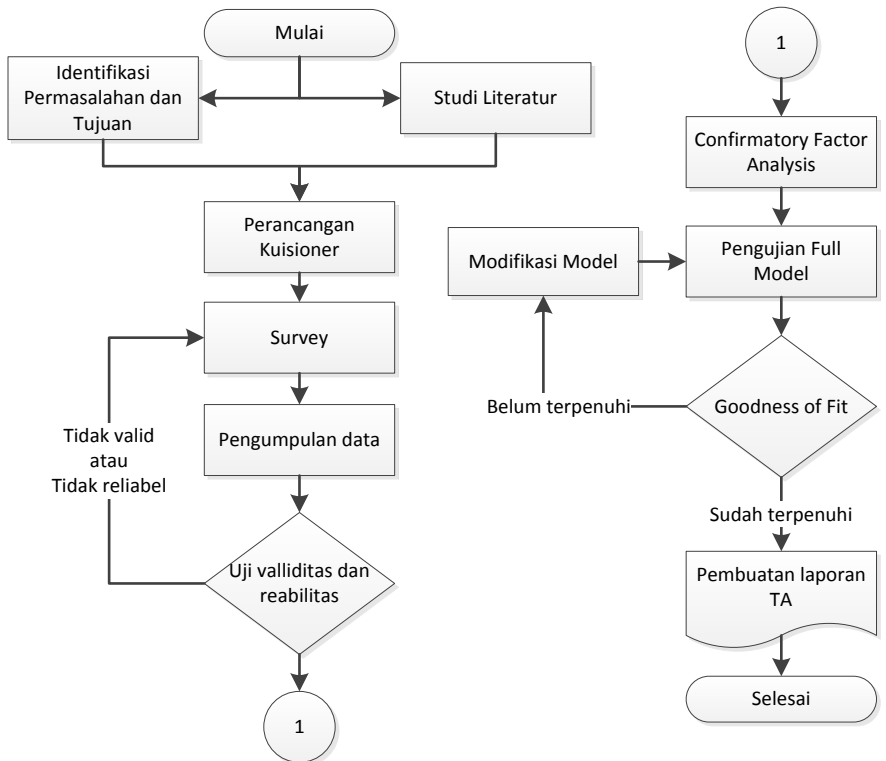 Mulai
Identifikasi
Permasalahan dan
Tujuan
Studi Literatur
Perancangan
Kuisioner
Survey
Pengumpulan data
Tidak valid
atau
Tidak reliabel
Uji valliditas dan
reabilitas
1
1
Confirmatory Factor
Analysis
Modifikasi Model
Pengujian Full
Model
Belum terpenuhi
Goodness of Fit
Sudah terpenuhi
Pembuatan laporan
TA
Selesai